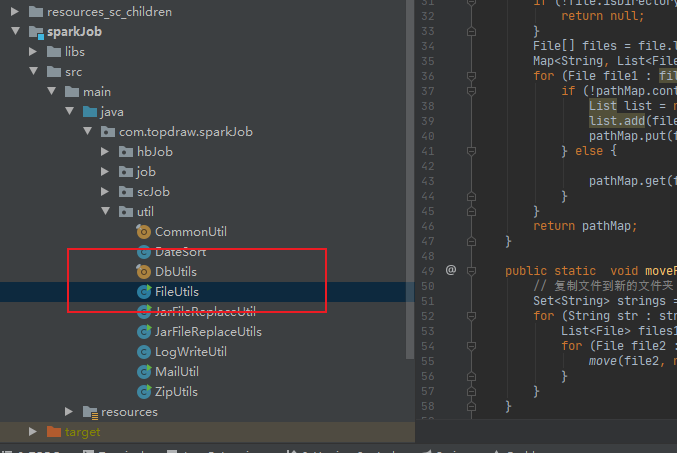 resources_sc_children
sparkJob
libs
src
main
java
com.topdraw.sparkJob
hbJob
job
scJob
util
CommonUtil
DateSort
DbUtils
FileUtils
JarFileReplaceUtil
JarFileReplaceUtils
LogWriteUtil
MailUtil
ZipUtils
resources
target
31 if (!file.isDirectory
32 return null;
33 }
34 File[] files = file.l
35 Map<String, List<File
36 for (File file1 : fil
37 if (!pathMap.cont
38 List list = n
39 list.add(file
40 pathMap.put(f
41 } else {
42
43 pathMap.get(f
44 }
45 }
46 return pathMap;
47 }
48
49 @ public static void moveF
50 // 复制文件到新的文件夹
51 Set<String> strings =
52 for (String str : str
53 List<File> files1
54 for (File file2 :
55 move(file2, n
56 }
57 }
58 }